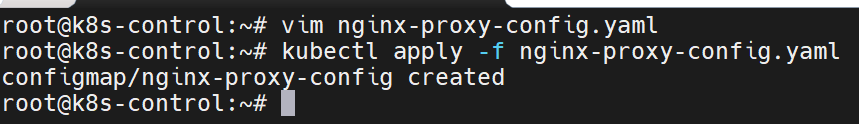 root@k8s-control:~# vim nginx-proxy-config.yaml
root@k8s-control:~# kubectl apply -f nginx-proxy-config.yaml
configmap/nginx-proxy-config created
root@k8s-control:~#